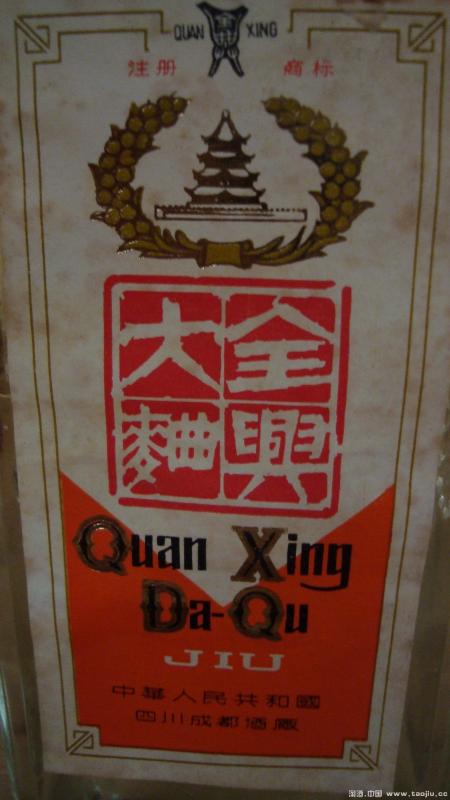 QUAN XING
注册 商标
全興
大麯
Quan Xing
Da-Qu
JIU
中華人民共和國
四川成都酒厰
淘酒.中国 www.taojiu.cc